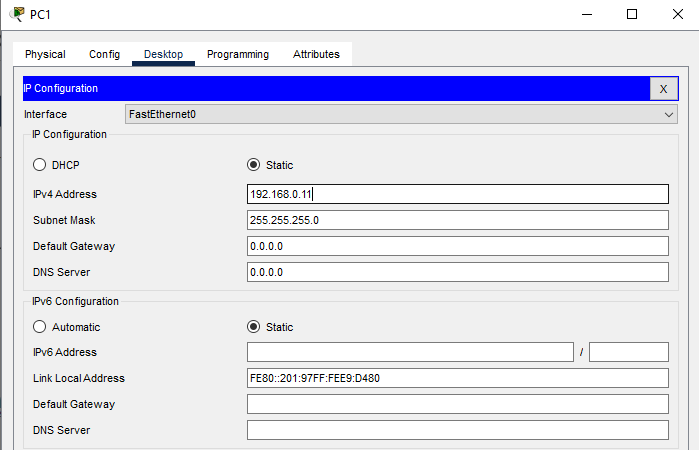 PC1
Physical Config Desktop Programming Attributes
IP Configuration X
Interface FastEthernet0
IP Configuration
DHCP Static
IPv4 Address 192.168.0.11
Subnet Mask 255.255.255.0
Default Gateway 0.0.0.0
DNS Server 0.0.0.0
IPv6 Configuration
Automatic Static
IPv6 Address /
Link Local Address FE80::201:97FF:FEE9:D480
Default Gateway
DNS Server